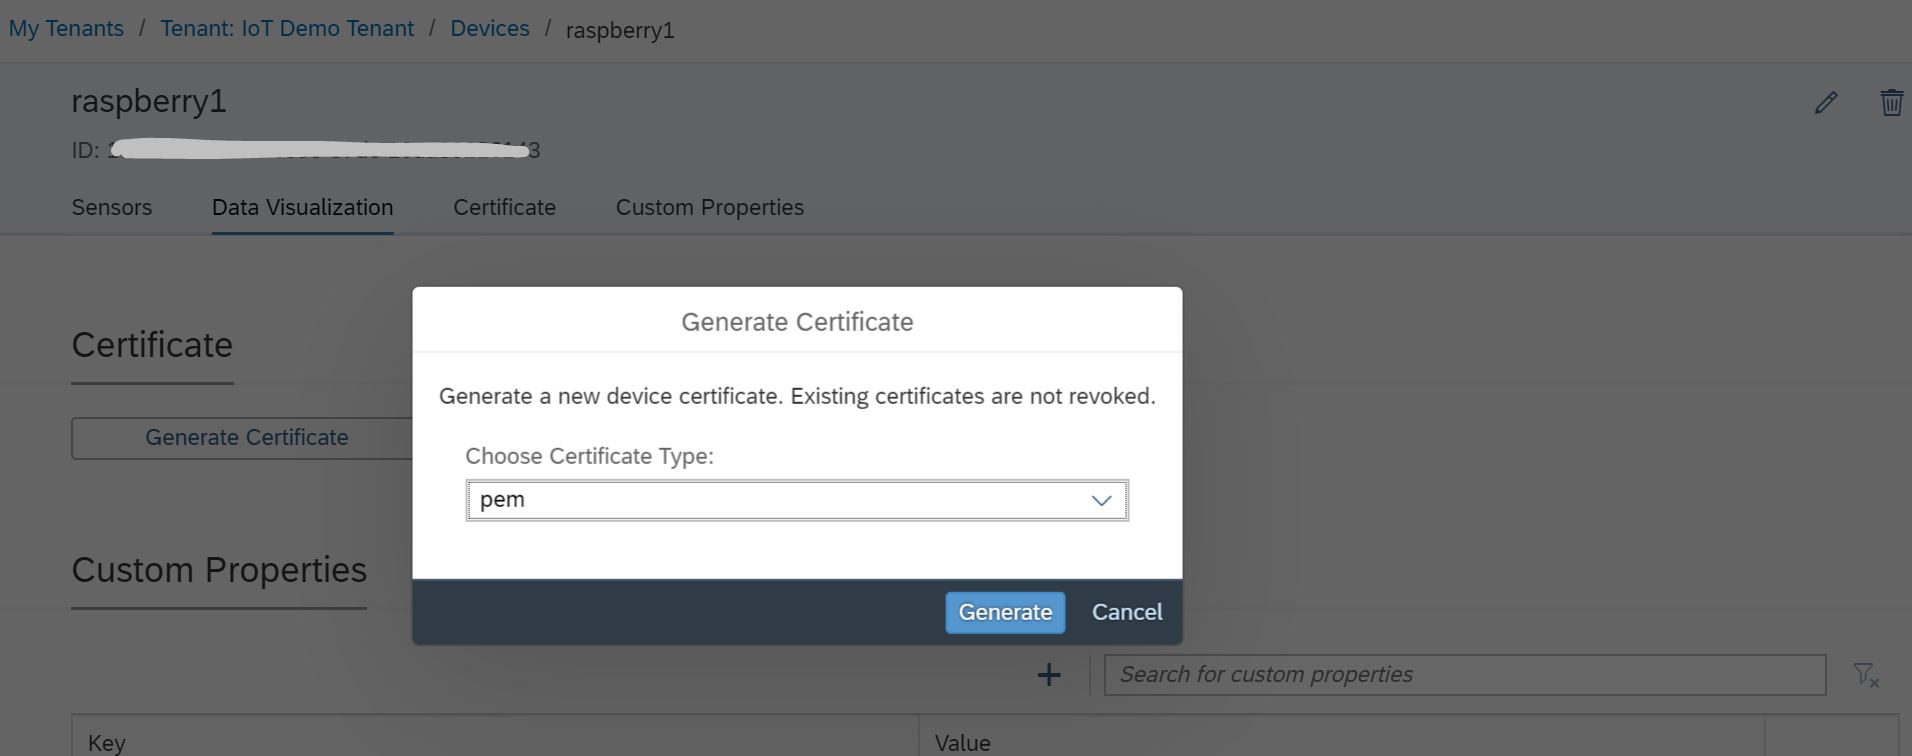 My Tenants / Tenant: IoT Demo Tenant / Devices / raspberry1
raspberry1
ID:
Sensors Data Visualization Certificate Custom Properties
Certificate
Generate Certificate
Generate Certificate
Generate a new device certificate. Existing certificates are not revoked.
Choose Certificate Type:
pem
Generate Cancel
Custom Properties
Search for custom properties
Key Value